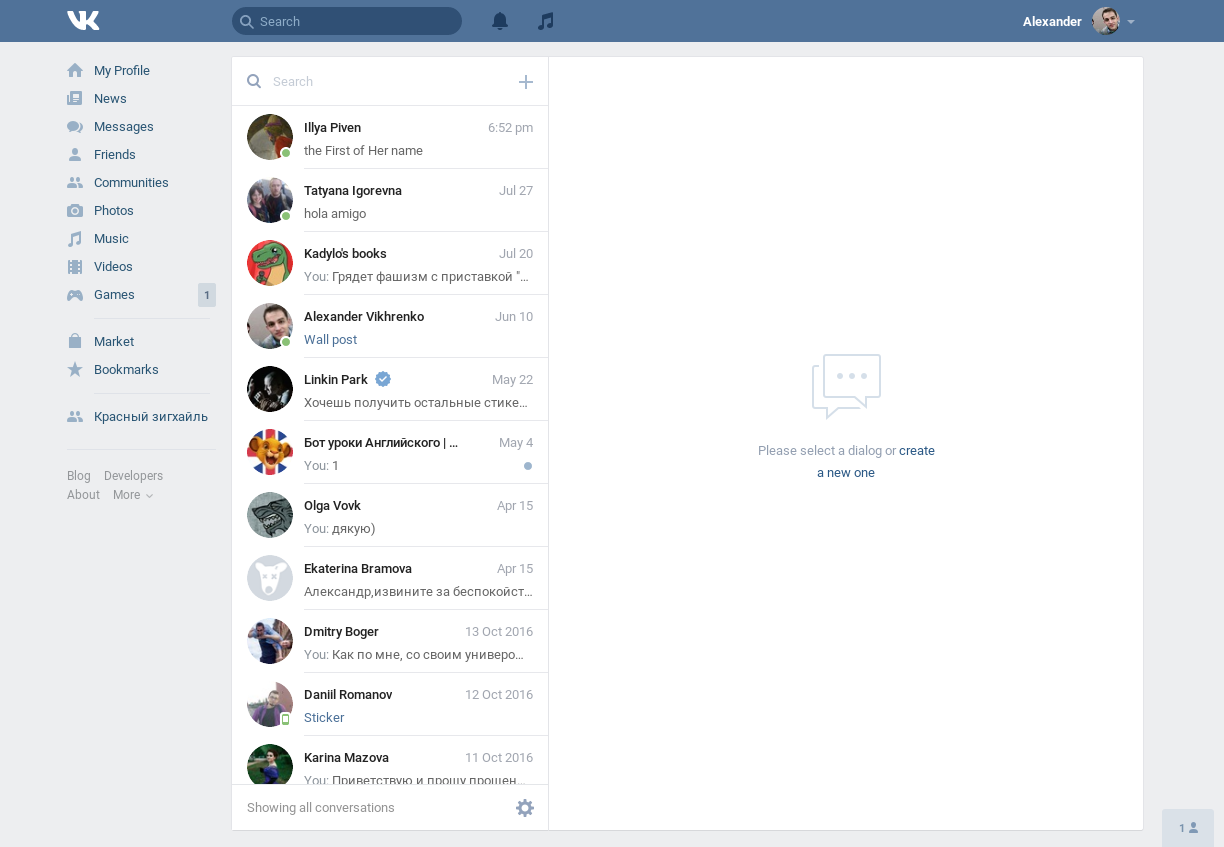 Search
Alexander
My Profile
News
Messages
Friends
Communities
Photos
Music
Videos
Games 1
Market
Bookmarks
Красный зигхайль
Blog Developers
About More
Search
Illya Piven 6:52 pm
the First of Her name
Tatyana Igorevna Jul 27
hola amigo
Kadylo's books Jul 20
You: Грядет фашизм с приставкой "...
Alexander Vikhrenko Jun 10
Wall post
Linkin Park May 22
Хочешь получить остальные стике...
Бот уроки Английского | ... May 4
You: 1
Olga Vovk Apr 15
You: дякую)
Ekaterina Bramova Apr 15
Александр,извините за беспокойст...
Dmitry Boger 13 Oct 2016
You: Как по мне, со своим универо...
Daniil Romanov 12 Oct 2016
Sticker
Karina Mazova 11 Oct 2016
You: Приветствую и прошу прощен...
Showing all conversations
Please select a dialog or create
a new one
1